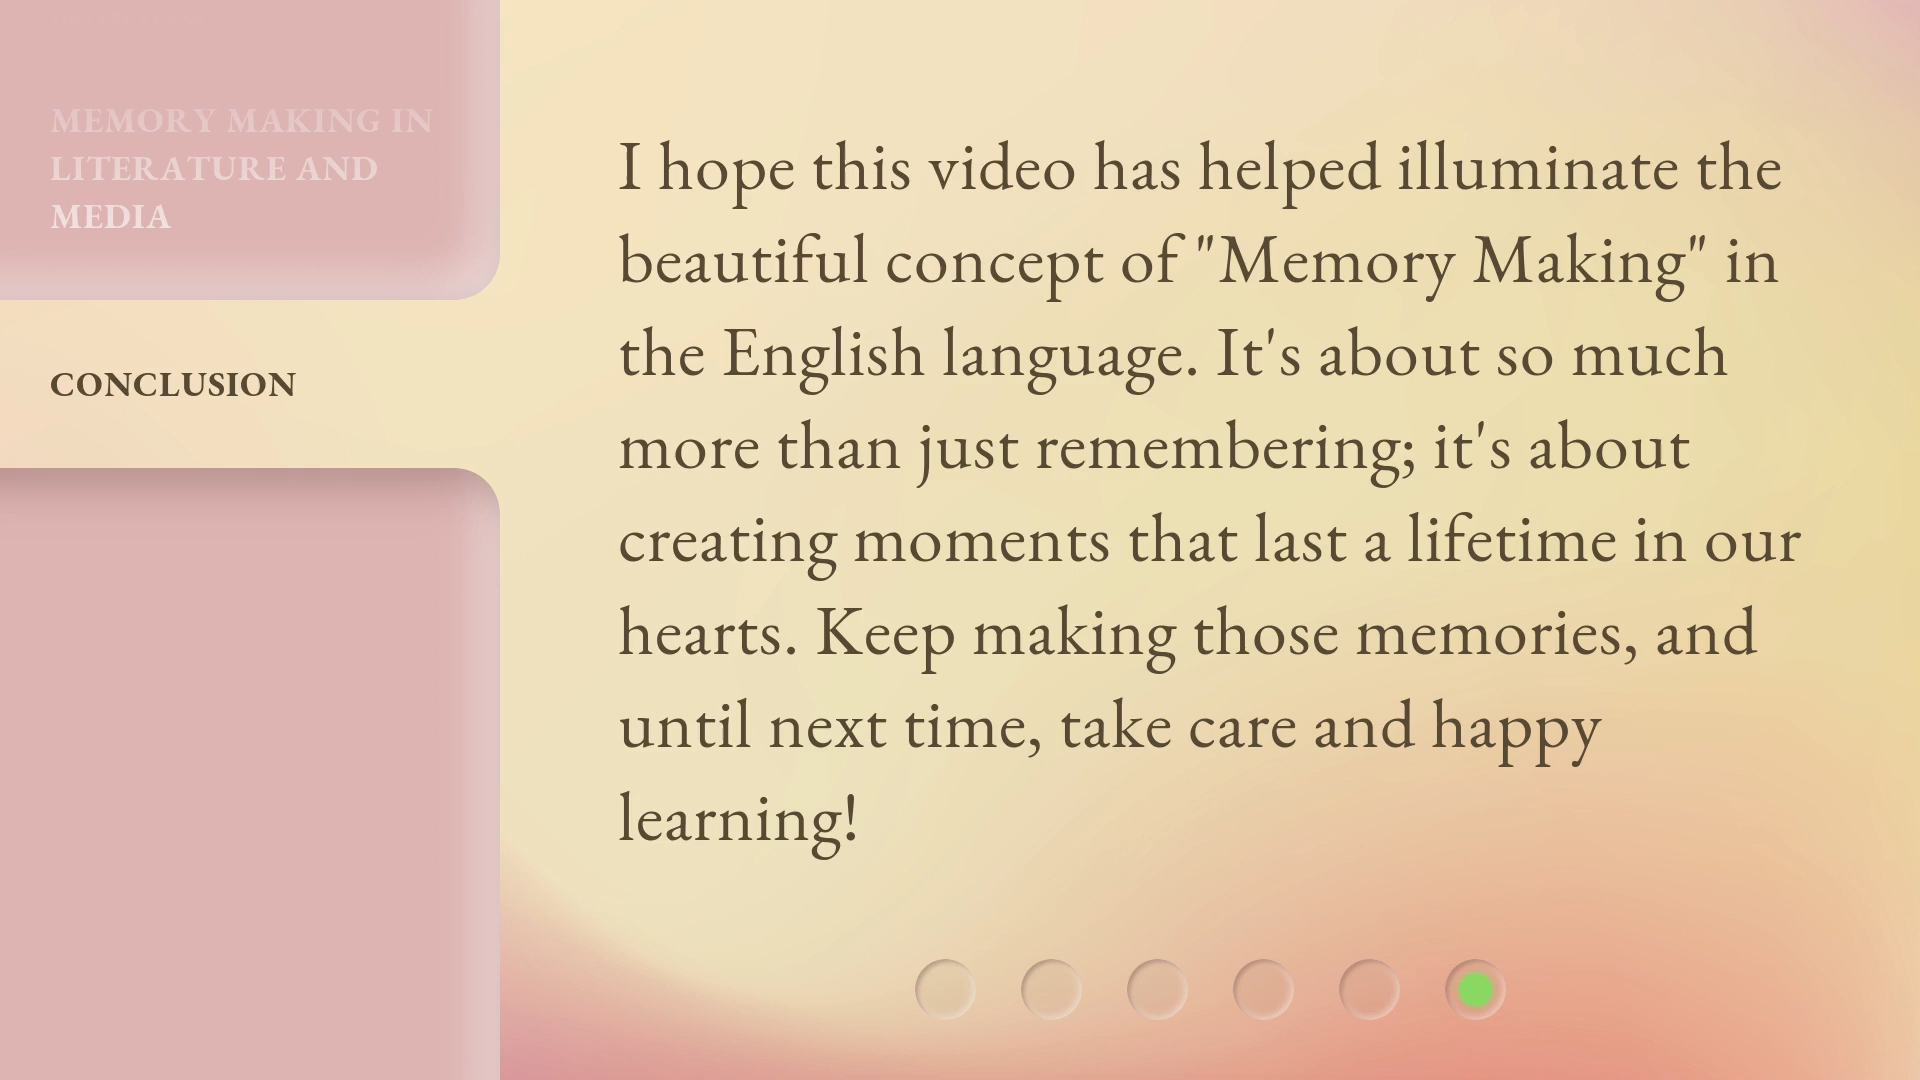 MEMORY MAKING IN
LITERATURE AND
MEDIA
CONCLUSION
I hope this video has helped illuminate the
beautiful concept of "Memory Making" in
the English language. It's about so much
more than just remembering; it's about
creating moments that last a lifetime in our
hearts. Keep making those memories, and
until next time, take care and happy
learning!